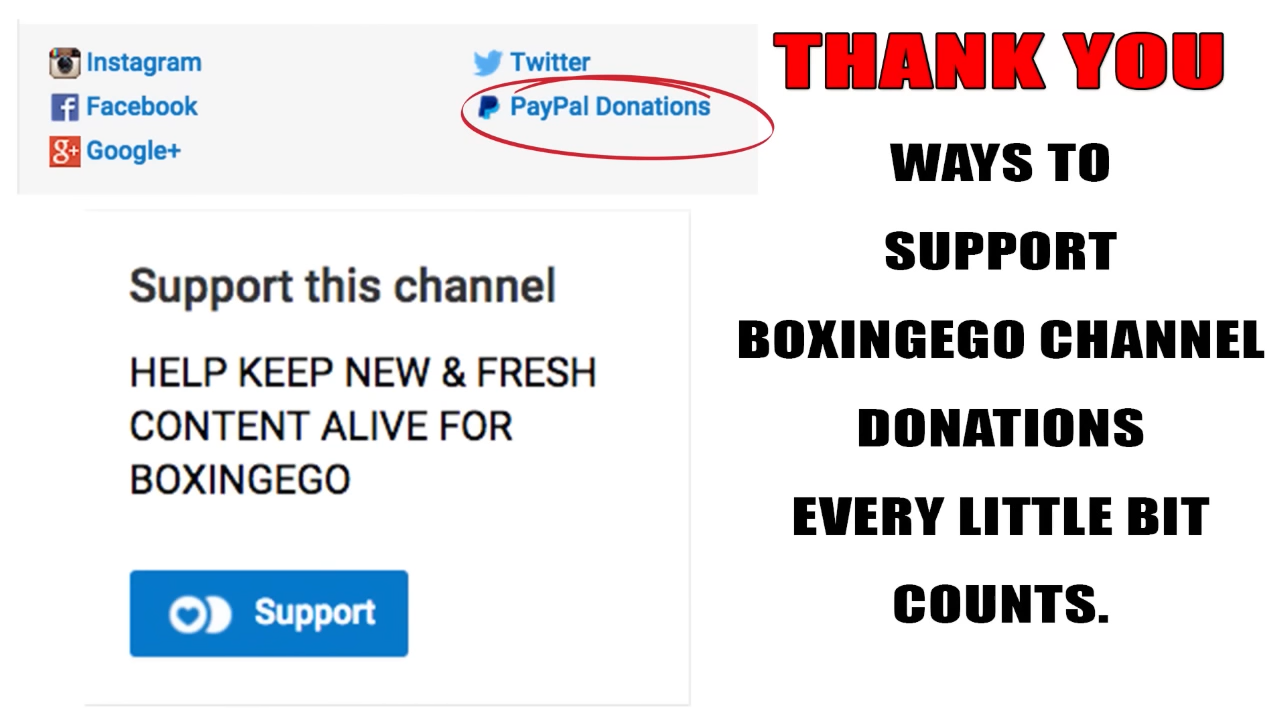 Instagram
Twitter
Facebook
PayPal Donations
Google+
THANK YOU
WAYS TO
SUPPORT
BOXINGEGO CHANNEL
DONATIONS
EVERY LITTLE BIT
COUNTS.
Support this channel
HELP KEEP NEW & FRESH
CONTENT ALIVE FOR
BOXINGEGO
Support